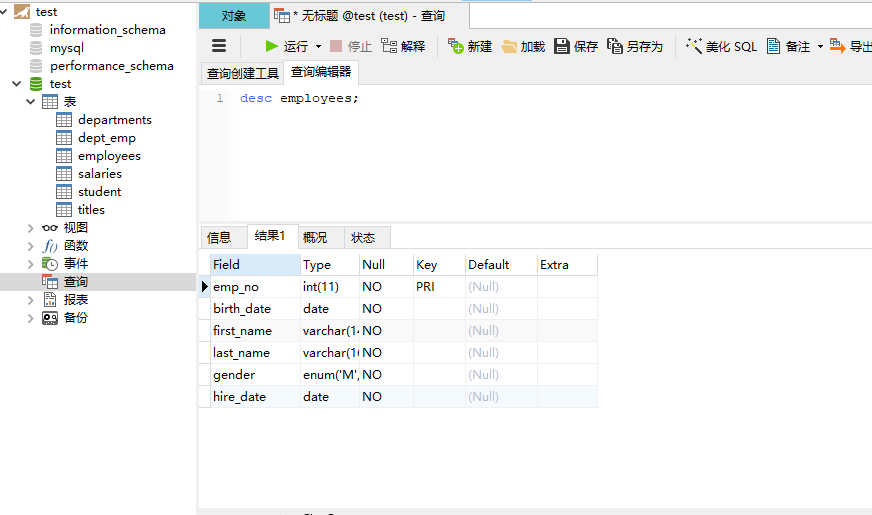 test
information_schema
mysql
performance_schema
test
表
departments
dept_emp
employees
salaries
student
titles
视图
函数
事件
查询
报表
备份
对象 * 无标题 @test (test) - 查询
运行 停止 解释 新建 加载 保存 另存为 美化 SQL 备注 导出
查询创建工具 查询编辑器
1 desc employees;
信息 结果1 概况 状态
Field Type Null Key Default Extra
emp_no int(11) NO PRI (Null)
birth_date date NO (Null)
first_name varchar(14 NO (Null)
last_name varchar(16 NO (Null)
gender enum('M', NO (Null)
hire_date date NO (Null)